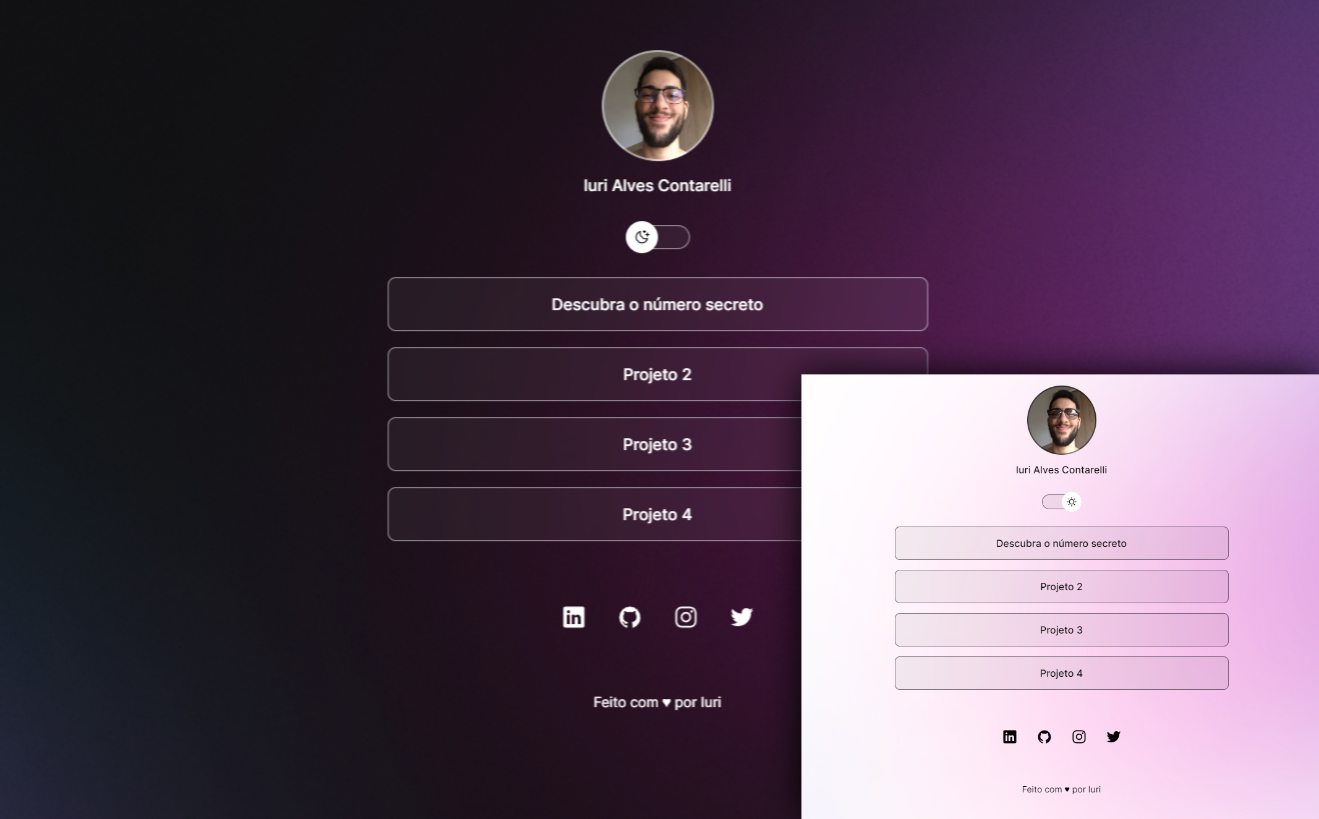 Iuri Alves Contarelli
Descubra o número secreto
Projeto 2
Projeto 3
Projeto 4
Feito com ♥ por Iuri
Iuri Alves Contarelli
Descubra o número secreto
Projeto 2
Projeto 3
Projeto 4
Feito com ♥ por Iuri